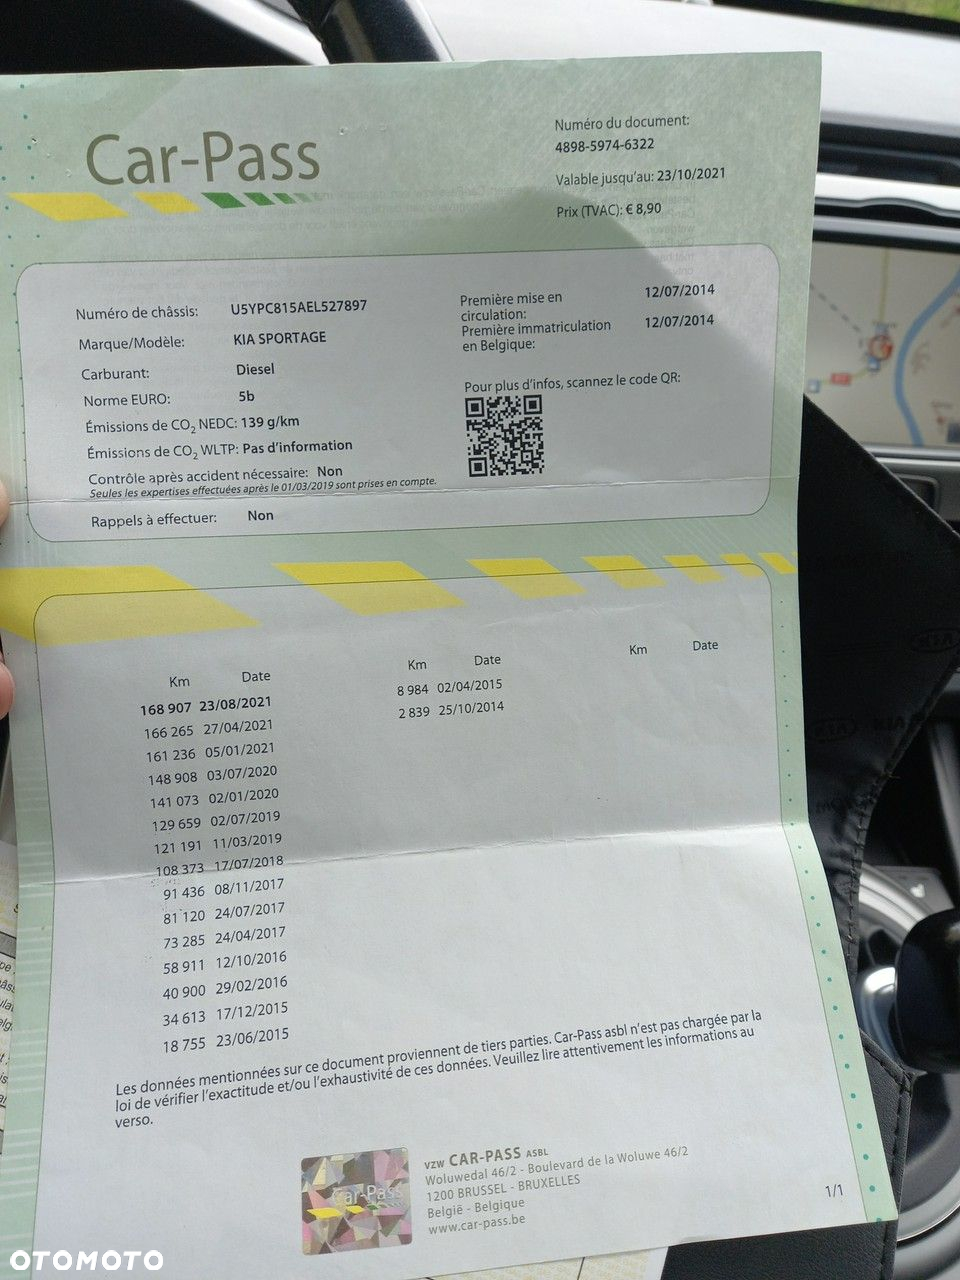 Car-Pass
Numéro du document:
4898-5974-6322
Valable jusqu'au: 23/10/2021
Prix (TVAC): € 8,90
Numéro de châssis: U5YPC815AEL527897
Marque/Modèle: KIA SPORTAGE
Carburant: Diesel
Norme EURO: 5b
Émissions de CO2 NEDC: 139 g/km
Émissions de CO2 WLTP: Pas d'information
Contrôle après accident nécessaire: Non
Seules les expertises effectuées après le 01/03/2019 sont prises en compte.
Rappels à effectuer: Non
Première mise en
circulation: 12/07/2014
Première immatriculation
en Belgique: 12/07/2014
Pour plus d'infos, scannez le code QR:
Km Date
168 907 23/08/2021
166 265 27/04/2021
161 236 05/01/2021
148 908 03/07/2020
141 073 02/01/2020
129 659 02/07/2019
121 191 11/03/2019
108 373 17/07/2018
91 436 08/11/2017
81 120 24/07/2017
73 285 24/04/2017
58 911 12/10/2016
40 900 29/02/2016
34 613 17/12/2015
18 755 23/06/2015
Km Date
8 984 02/04/2015
2 839 25/10/2014
Km Date
Les données mentionnées sur ce document proviennent de tiers parties. Car-Pass asbl n'est pas chargée par la
loi de vérifier l'exactitude et/ou l'exhaustivité de ces données. Veuillez lire attentivement les informations au
verso.
Car-Pass
VZW CAR-PASS ASBL
Woluwedal 46/2 - Boulevard de la Woluwe 46/2
1200 BRUSSEL - BRUXELLES
België - Belgique
www.car-pass.be
1/1
KIA
OTOMOTO